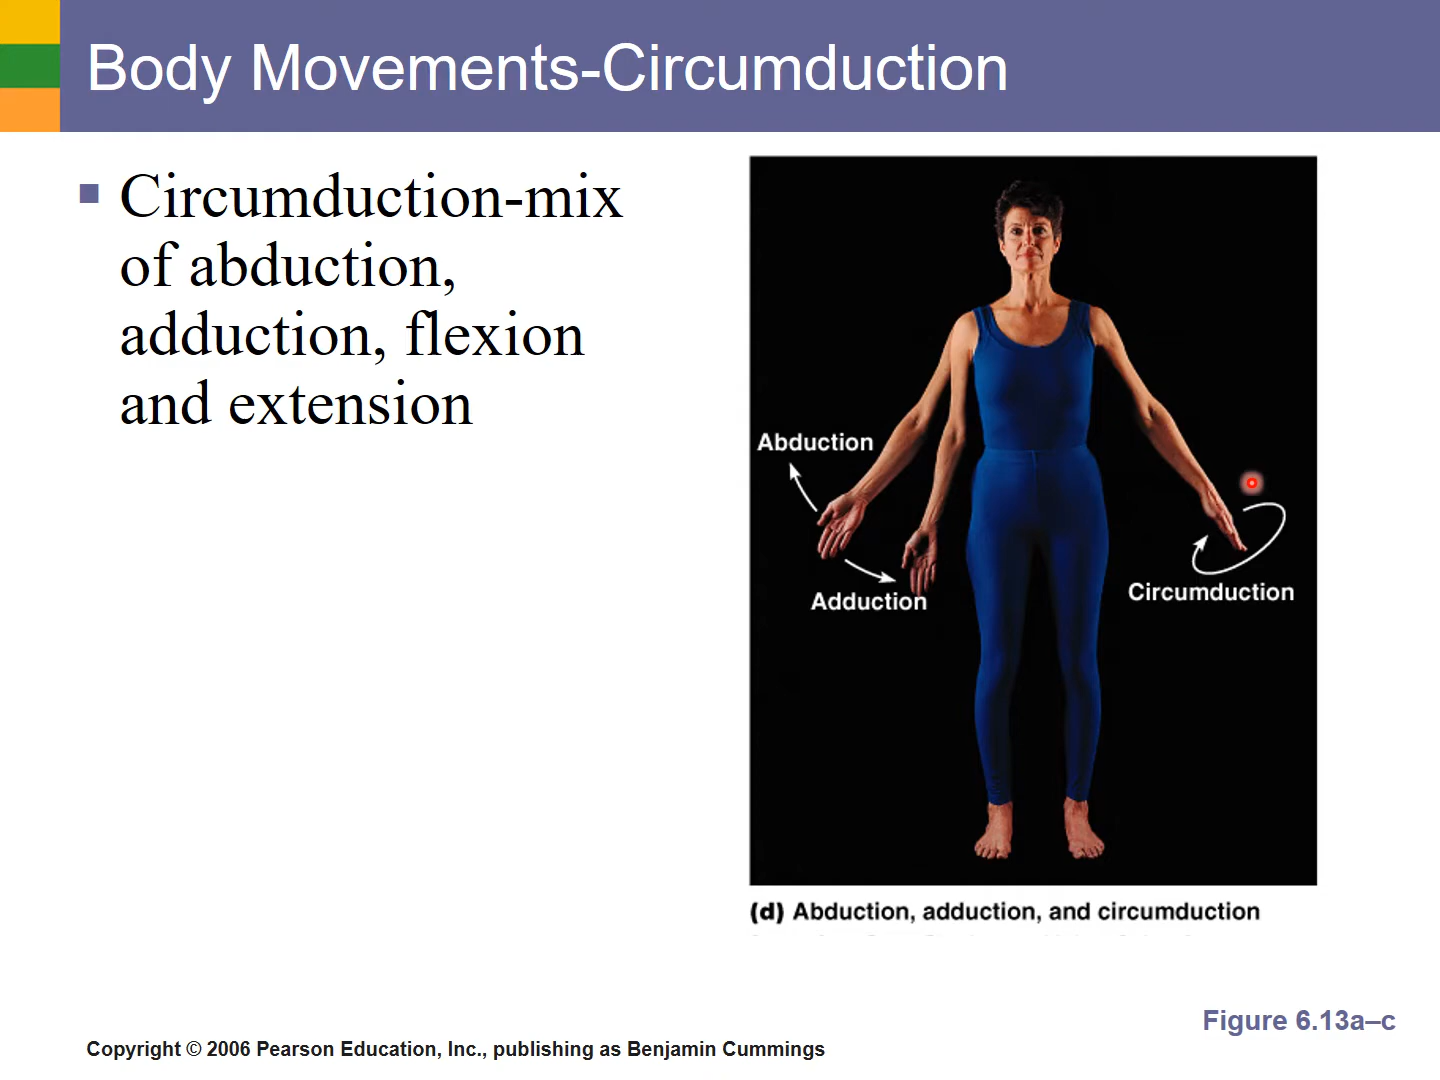 Body Movements-Circumduction
Circumduction-mix
of abduction,
adduction, flexion
and extension
Abduction
Adduction
Circumduction
(d) Abduction, adduction, and circumduction
Figure 6.13a–c
Copyright © 2006 Pearson Education, Inc., publishing as Benjamin Cummings